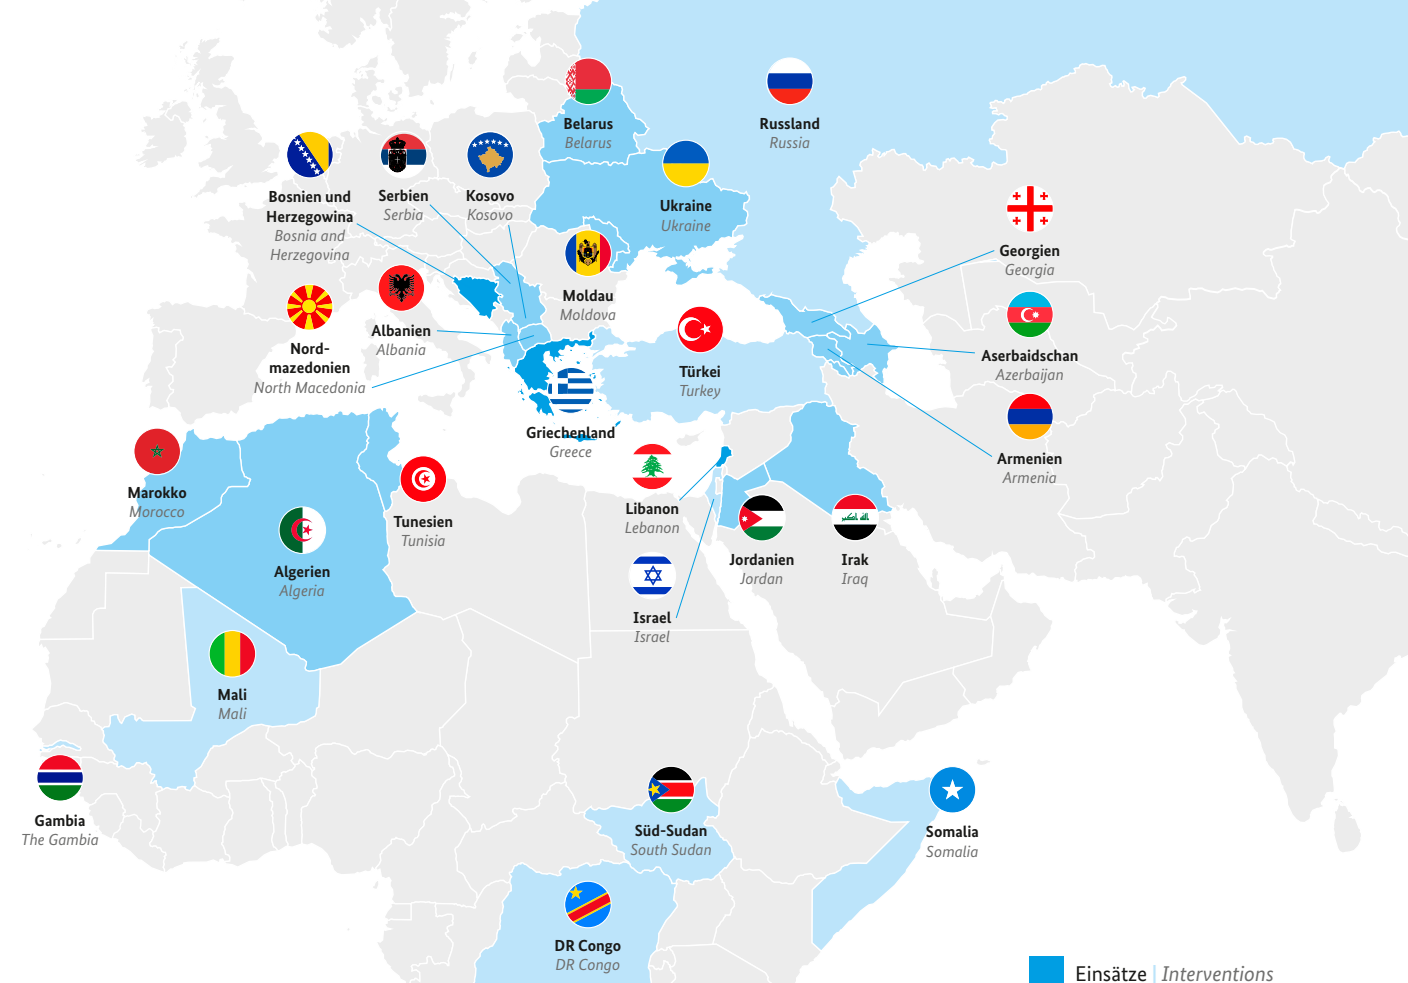 Belarus
Belarus
Russland
Russia
Bosnien und
Herzegowina
Bosnia and
Herzegovina
Serbien
Serbia
Kosovo
Kosovo
Ukraine
Ukraine
Georgien
Georgia
Moldau
Moldova
Albanien
Albania
Nord-
mazedonien
North Macedonia
Türkei
Turkey
Aserbaidschan
Azerbaijan
Griechenland
Greece
Armenien
Armenia
Marokko
Morocco
Tunesien
Tunisia
Libanon
Lebanon
Jordanien
Jordan
Irak
Iraq
Algerien
Algeria
Israel
Israel
Mali
Mali
Gambia
The Gambia
Süd-Sudan
South Sudan
Somalia
Somalia
DR Congo
DR Congo
Einsätze | Interventions